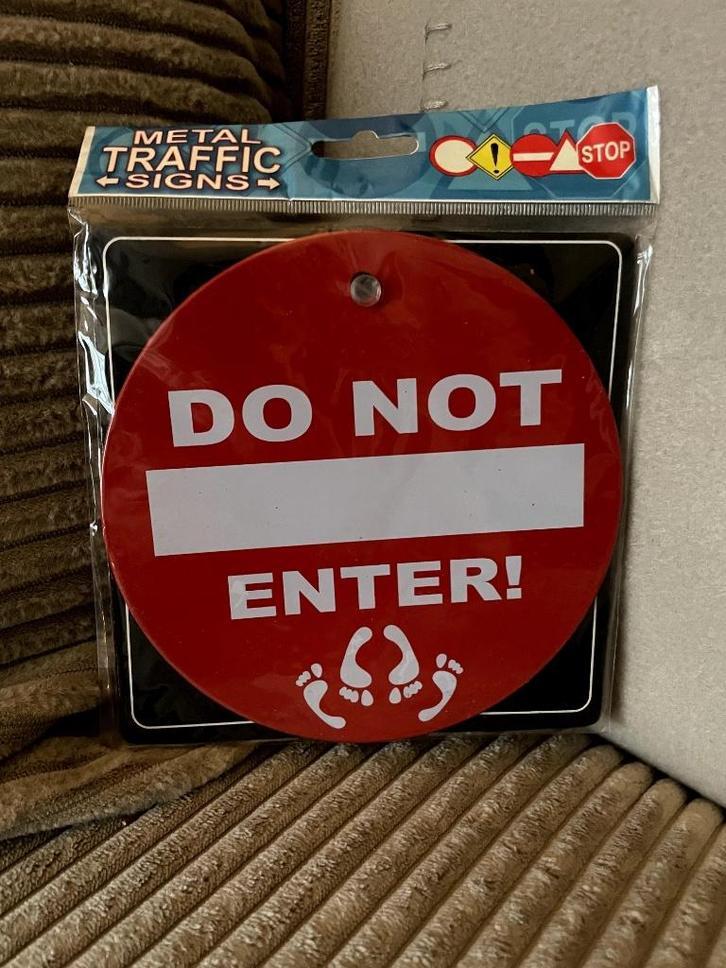 METAL
TRAFFIC
SIGNS
STOP
DO NOT
ENTER!